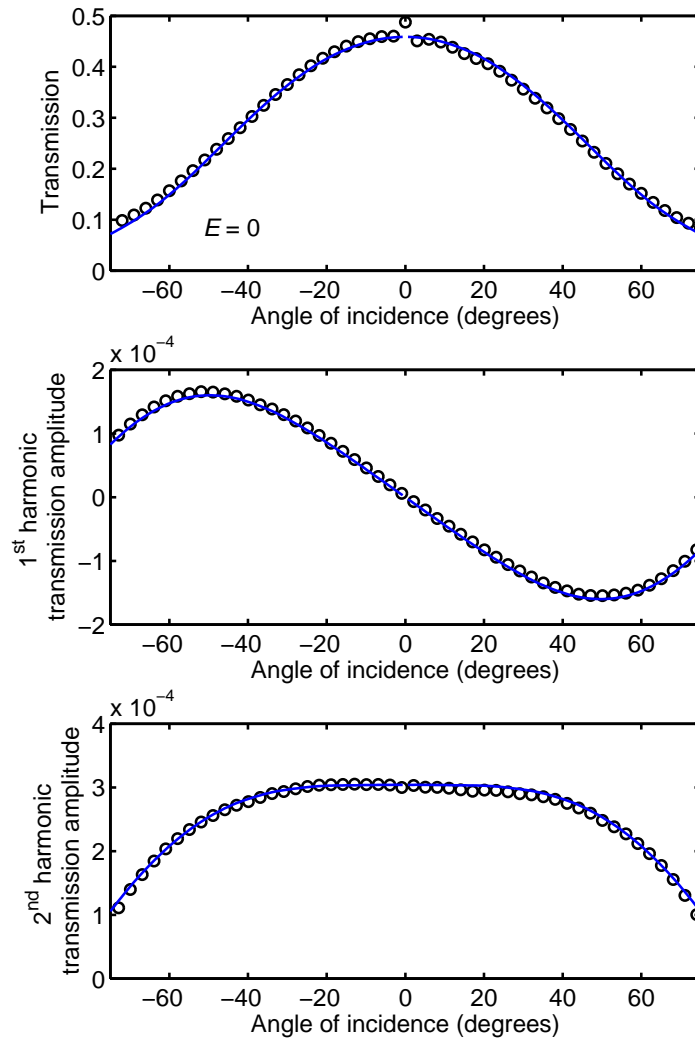 0.5
0.4
0.3
0.2
0.1
0
Transmission
E = 0
−60 −40 −20 0 20 40 60
Angle of incidence (degrees)
x 10−4
2
1
0
−1
−2
1st harmonic
transmission amplitude
−60 −40 −20 0 20 40 60
Angle of incidence (degrees)
x 10−4
4
3
2
1
0
2nd harmonic
transmission amplitude
−60 −40 −20 0 20 40 60
Angle of incidence (degrees)